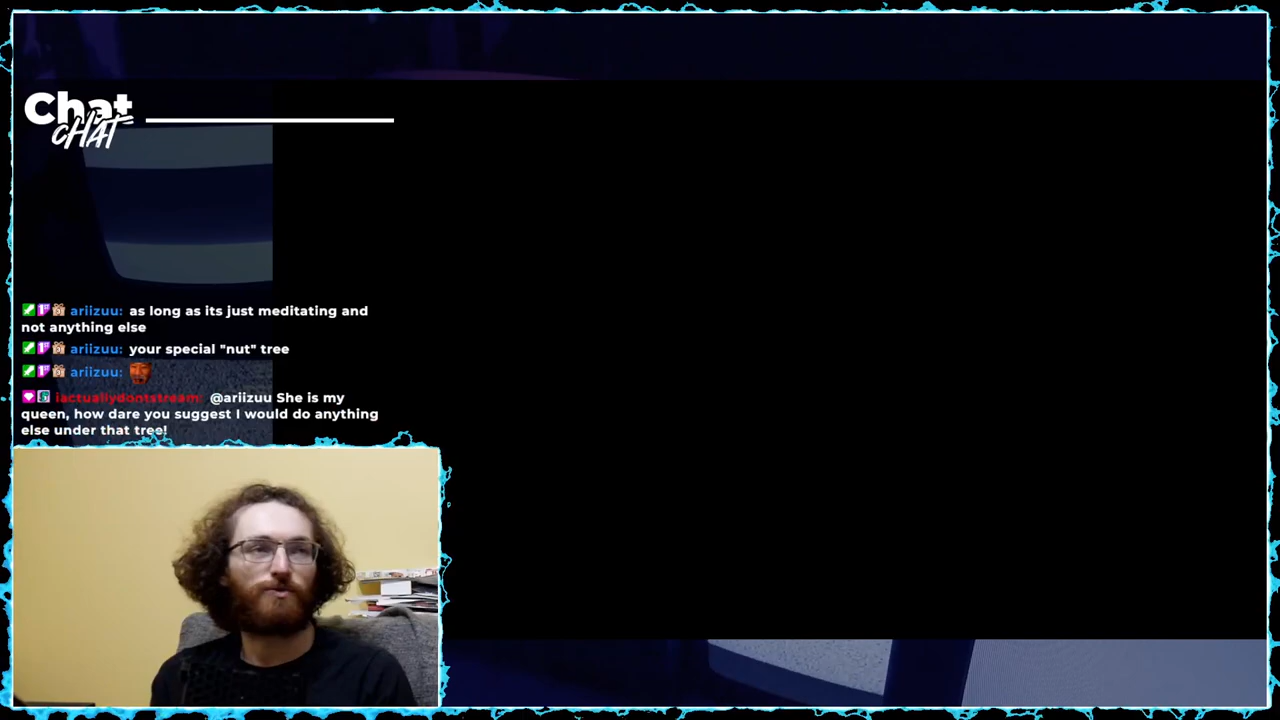 Chat
CHAT
ariizuu: as long as its just meditating and
not anything else
ariizuu: your special "nut" tree
ariizuu:
iactuallydontstream: @ariizuu She is my
queen, how dare you suggest I would do anything
else under that tree!